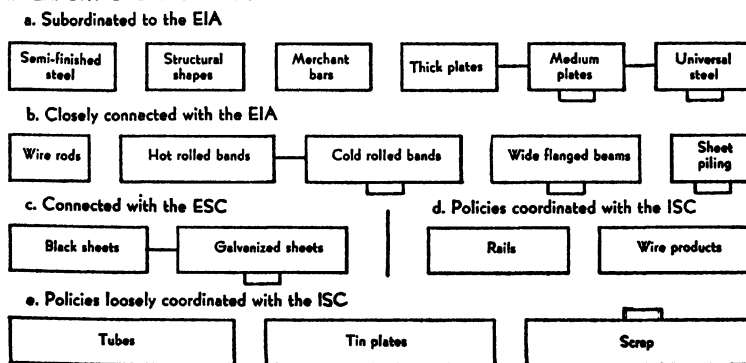 a. Subordinated to the EIA
Semi-finished steel
Structural shapes
Merchant bars
Thick plates
Medium plates
Universal steel
b. Closely connected with the EIA
Wire rods
Hot rolled bands
Cold rolled bands
Wide flanged beams
Sheet piling
c. Connected with the ESC
d. Policies coordinated with the ISC
Black sheets
Galvanized sheets
Rails
Wire products
e. Policies loosely coordinated with the ISC
Tubes
Tin plates
Scrap